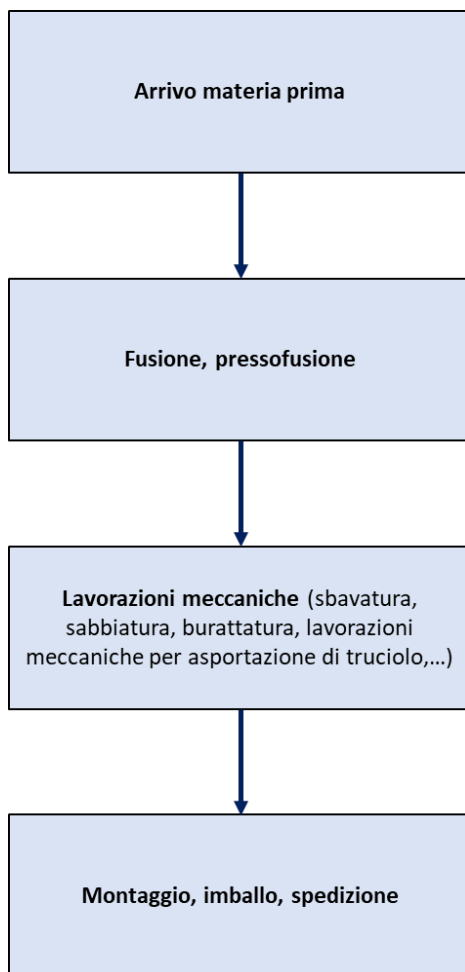 Arrivo materia prima
Fusione, pressofusione
Lavorazioni meccaniche (sbavatura,
sabbiatura, burattatura, lavorazioni
meccaniche per asportazione di truciolo,...)
Montaggio, imballo, spedizione